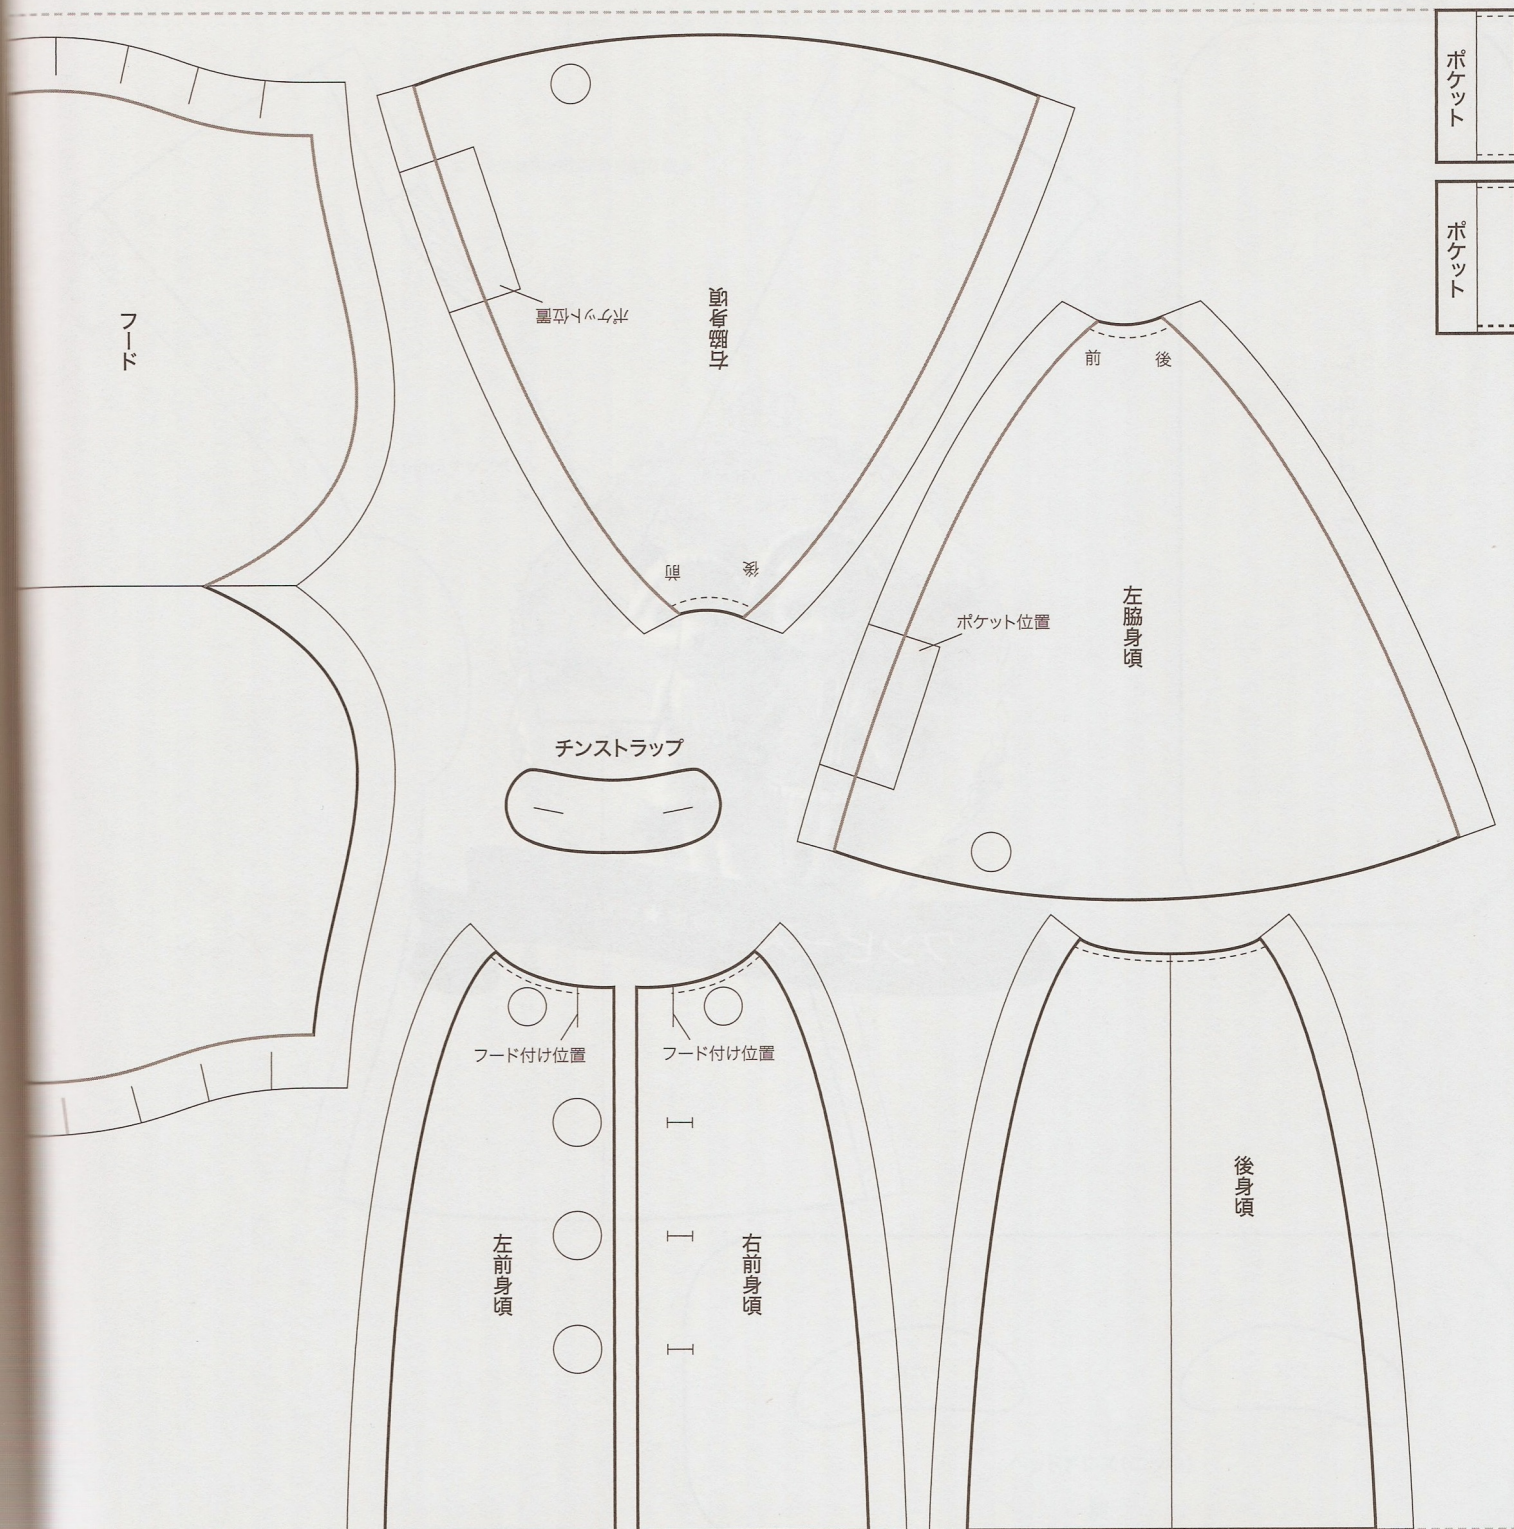 ポケット
ポケット
フード
ポケット位置
右脇身頃
前
後
前
後
ポケット位置
左脇身頃
チンストラップ
フード付け位置
フード付け位置
左前身頃
右前身頃
後身頃